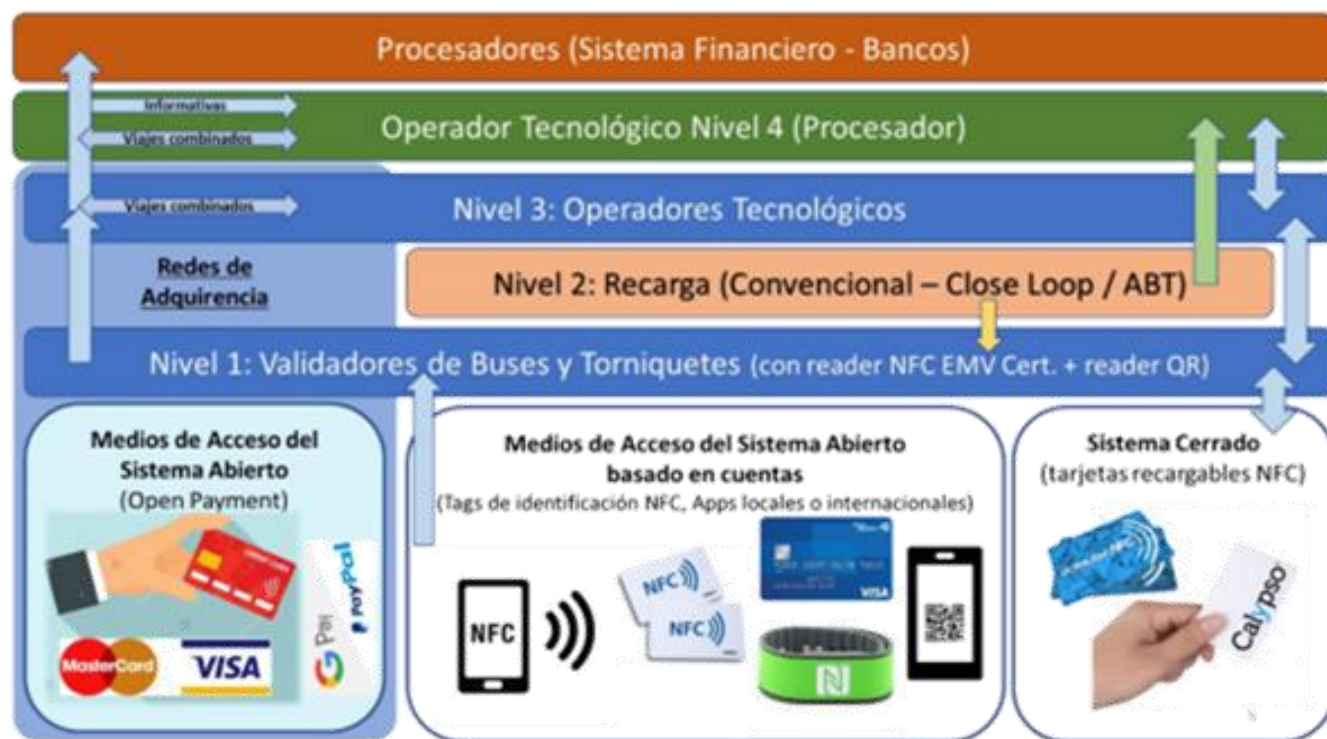 Procesadores (Sistema Financiero - Bancos)
Informativas
Viajes combinados
Operador Tecnológico Nivel 4 (Procesador)
Viajes combinados
Nivel 3: Operadores Tecnológicos
Redes de
Adquirencia
Nivel 2: Recarga (Convencional – Close Loop / ABT)
Nivel 1: Validadores de Buses y Torniquetes (con reader NFC EMV Cert. + reader QR)
Medios de Acceso del
Sistema Abierto
(Open Payment)
MasterCard
VISA
G Pay
PayPal
Medios de Acceso del Sistema Abierto
basado en cuentas
(Tags de identificación NFC, Apps locales o internacionales)
NFC
NFC
NFC
VISA
Sistema Cerrado
(tarjetas recargables NFC)
Calypso